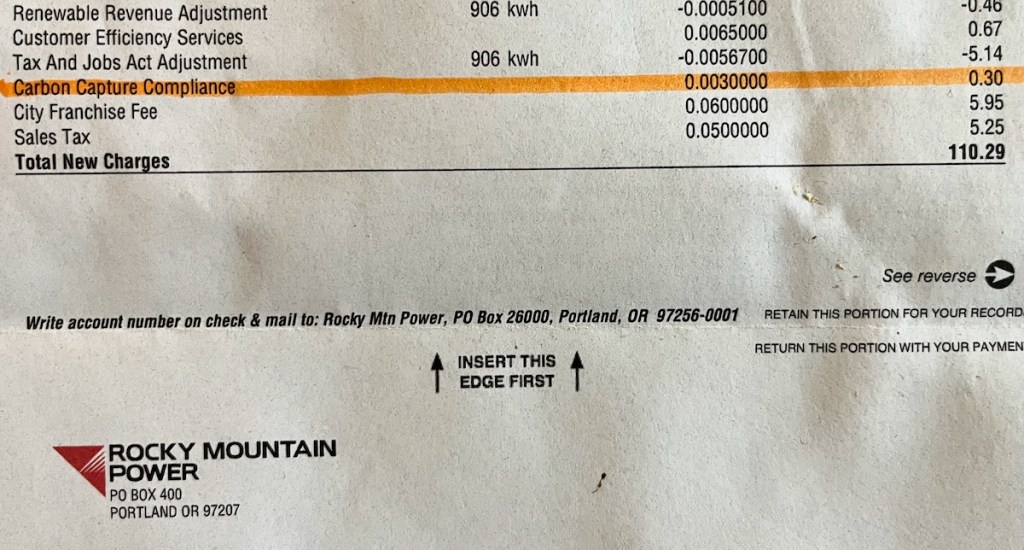 Renewable Revenue Adjustment 906 kwh -0.0005100 -0.46
Customer Efficiency Services 0.0065000 0.67
Tax And Jobs Act Adjustment 906 kwh -0.0056700 -5.14
Carbon Capture Compliance 0.0030000 0.30
City Franchise Fee 0.0600000 5.95
Sales Tax 0.0500000 5.25
Total New Charges 110.29
See reverse
Write account number on check & mail to: Rocky Mtn Power, PO Box 26000, Portland, OR 97256-0001
RETAIN THIS PORTION FOR YOUR RECORD
RETURN THIS PORTION WITH YOUR PAYMEN
INSERT THIS
EDGE FIRST
ROCKY MOUNTAIN
POWER
PO BOX 400
PORTLAND OR 97207